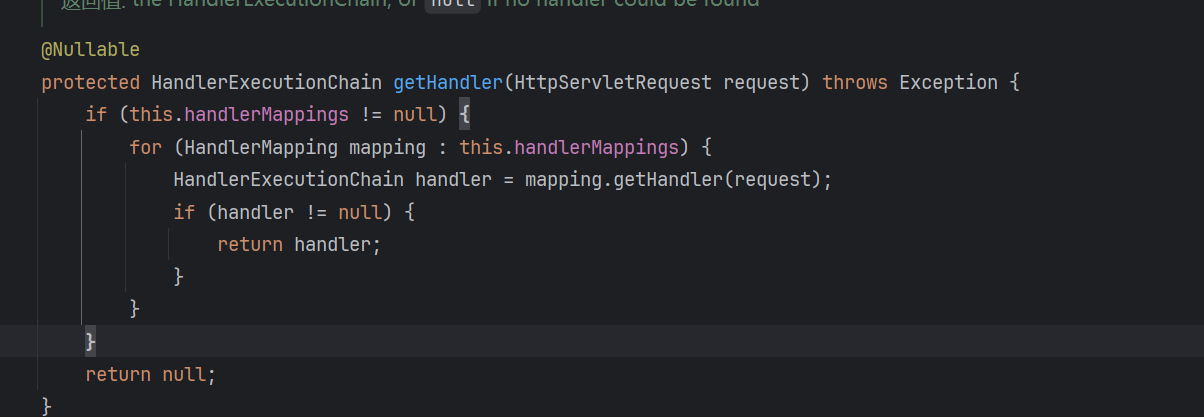 返回值: the HandlerExecutionChain, or null if no handler could be found
@Nullable
protected HandlerExecutionChain getHandler(HttpServletRequest request) throws Exception {
    if (this.handlerMappings != null) {
        for (HandlerMapping mapping : this.handlerMappings) {
            HandlerExecutionChain handler = mapping.getHandler(request);
            if (handler != null) {
                return handler;
            }
        }
    }
    return null;
}